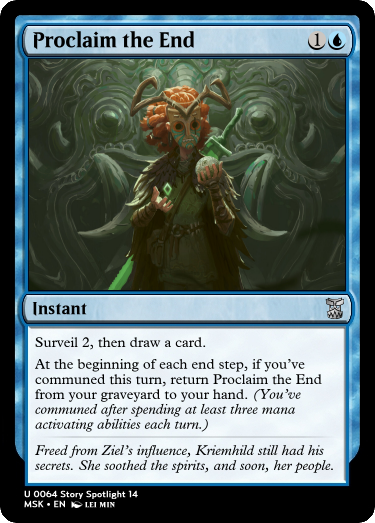 Proclaim the End 1
Instant
Surveil 2, then draw a card.
At the beginning of each end step, if you've
communed this turn, return Proclaim the End
from your graveyard to your hand. (You've
communed after spending at least three mana
activating abilities each turn.)
Freed from Ziel's influence, Kriemhild still had his
secrets. She soothed the spirits, and soon, her people.
U 0064 Story Spotlight 14
MSK • EN LEI MIN